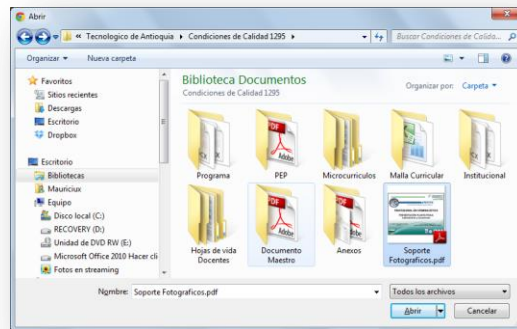 Abrir
« Tecnologico de Antioquia ▸ Condiciones de Calidad 1295 ▸
Buscar Condiciones de Calida...
Organizar
Nueva carpeta
Favoritos
Sitios recientes
Descargas
Escritorio
Dropbox
Escritorio
Bibliotecas
Mauriciux
Equipo
Disco local (C:)
RECOVERY (D:)
Unidad de DVD RW (E:)
Microsoft Office 2010 Hacer cli
Fotos en streaming
Biblioteca Documentos
Condiciones de Calidad 1295
Organizar por: Carpeta
Programa
PEP
Microcurriculos
Malla Curricular
Institucional
Hojas de vida Docentes
Documento Maestro
Anexos
Soporte Fotograficos.pdf
Nombre: Soporte Fotograficos.pdf
Todos los archivos
Abrir
Cancelar